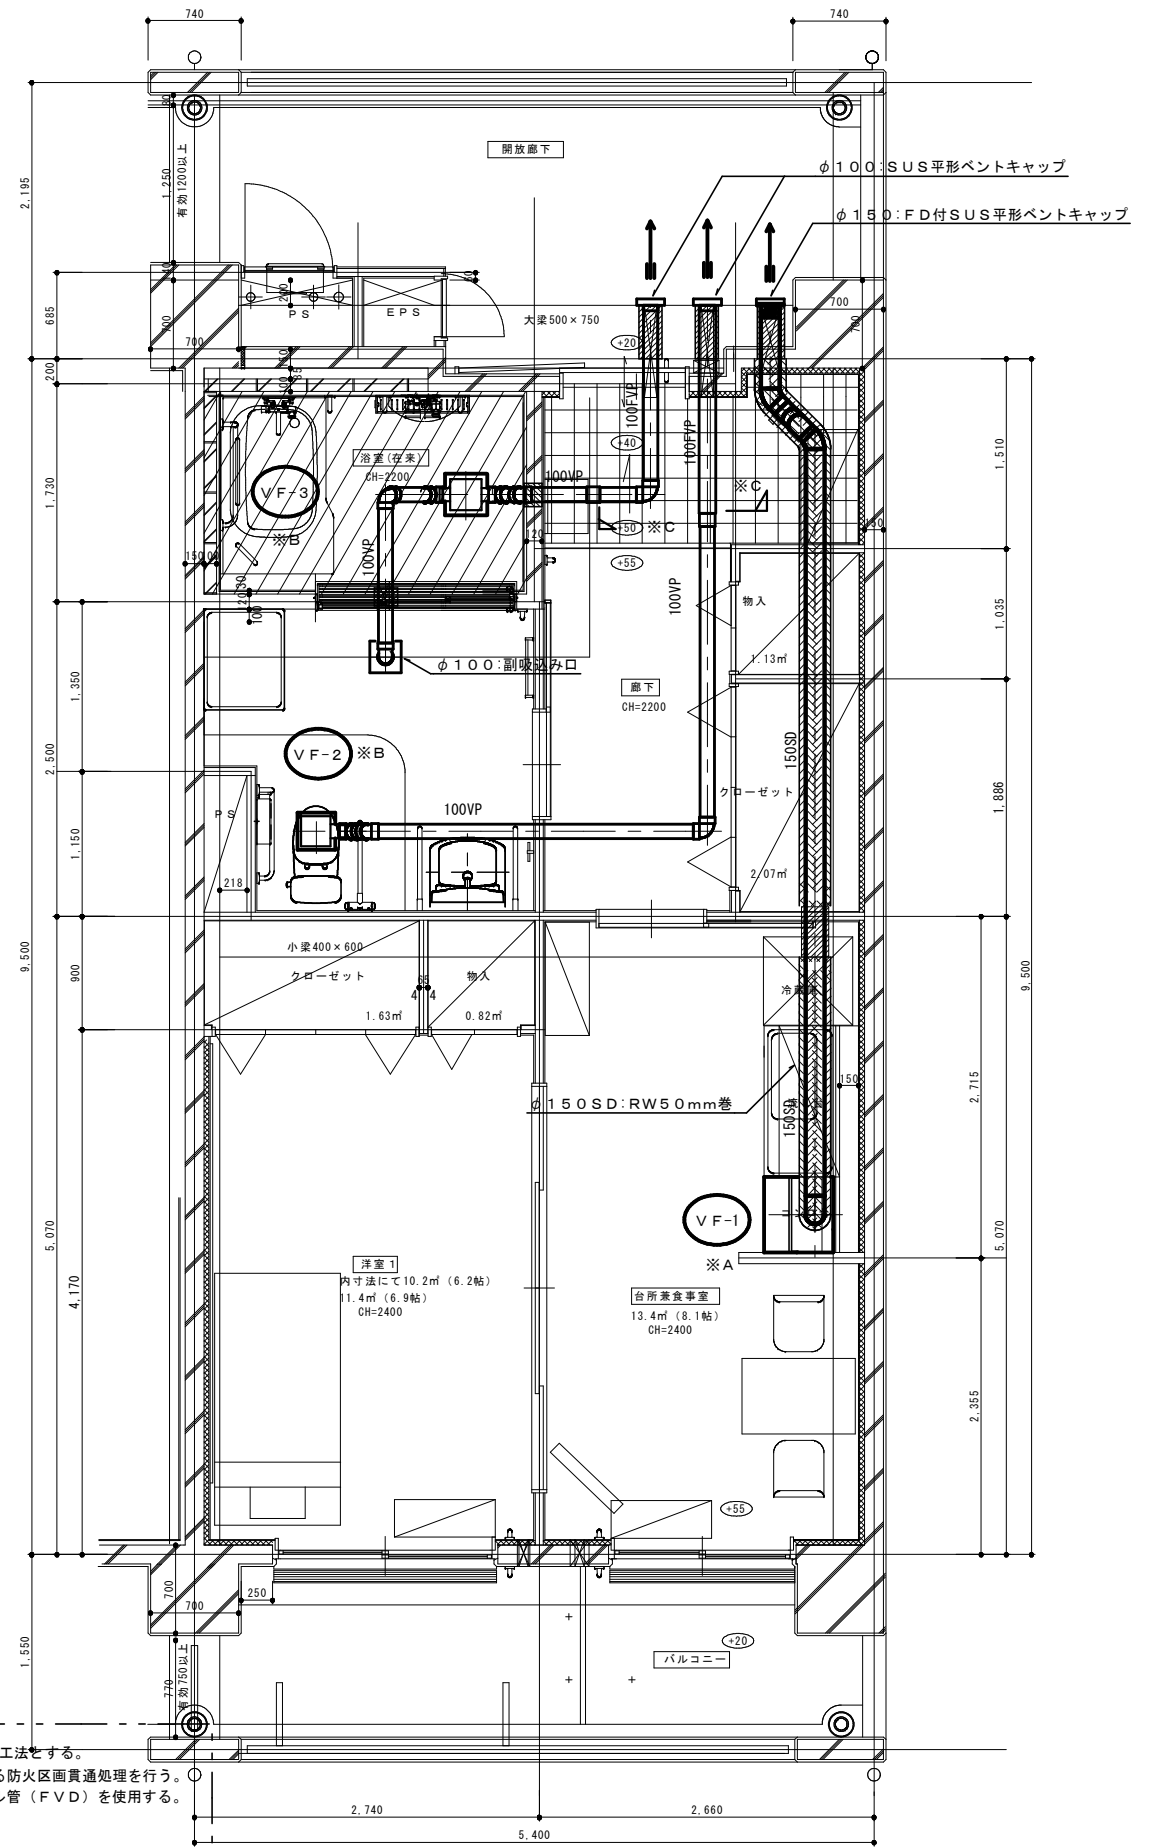 740
740
30
開放廊下
φ１００:ＳＵＳ平形ベントキャップ
φ１５０:ＦＤ付ＳＵＳ平形ベントキャップ
2,195
1,250
有効1200以上
40
200
50
ＰＳ
ＥＰＳ
大梁500×750
685
700
700
700
700
+20
200
100FVP
100FVP
浴室(在来)
CH=2200
+40
100VP
ＶＦ-3
※B
※C
+50
※C
1,510
1,730
120
150
150
100VP
+55
100
100VP
物入
1.13㎡
1,035
φ１００:副吸込み口
廊下
CH=2200
1,350
2,500
150SD
ＶＦ-2
※B
クローゼット
1,886
ＰＳ
100VP
1,150
218
2.07㎡
9,500
900
小梁400×600
クローゼット
65
4
4
物入
1.63㎡
0.82㎡
9,500
150
2,715
φ１５０ＳＤ:ＲＷ５０mm巻
150SD
ＶＦ-1
※A
5,070
4,170
5,070
洋室１
内寸法にて10.2㎡（6.2帖）
11.4㎡（6.9帖）
CH=2400
台所兼食事室
13.4㎡（8.1帖）
CH=2400
2,355
+55
700
700
250
1,550
770
有効750以上
+20
バルコニー
工法とする。
る防火区画貫通処理を行う。
ル管（ＦＶＤ）を使用する。
2,740
2,660
5,400